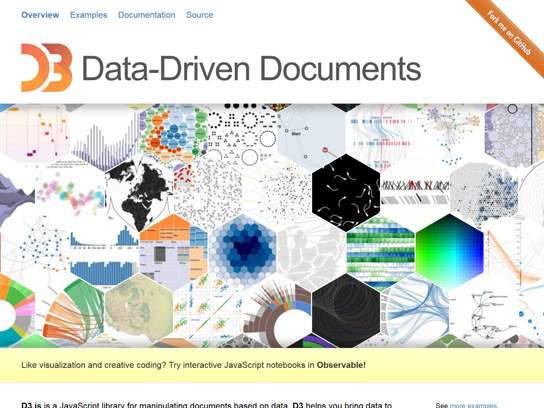 Overview Examples Documentation Source
Fork me on GitHub
D3 Data-Driven Documents
Start
Like visualization and creative coding? Try interactive JavaScript notebooks in Observable!
D3.js is a JavaScript library for manipulating documents based on data. D3 helps you bring data to
See more examples.